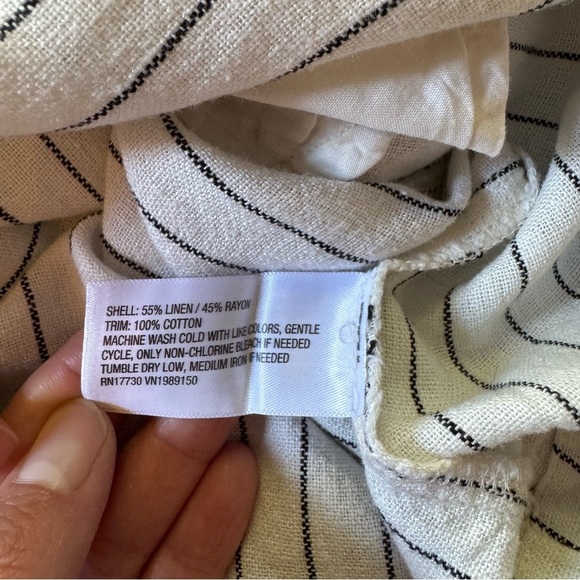 SHELL: 55% LINEN / 45% RAYON
TRIM: 100% COTTON
MACHINE WASH COLD WITH LIKE COLORS, GENTLE
CYCLE, ONLY NON-CHLORINE BLEACH IF NEEDED
TUMBLE DRY LOW, MEDIUM IRON IF NEEDED
RN17730 VN1989150